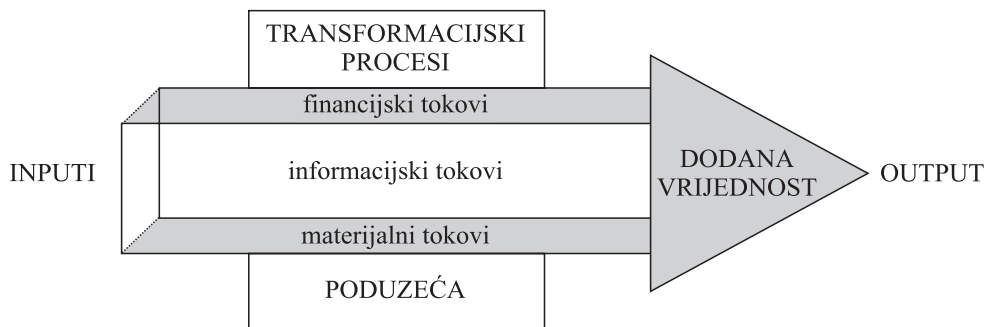 TRANSFORMACIJSKI
PROCESI
financijski tokovi
INPUTI
informacijski tokovi
DODANA
VRIJEDNOST
OUTPUT
materijalni tokovi
PODUZEĆA